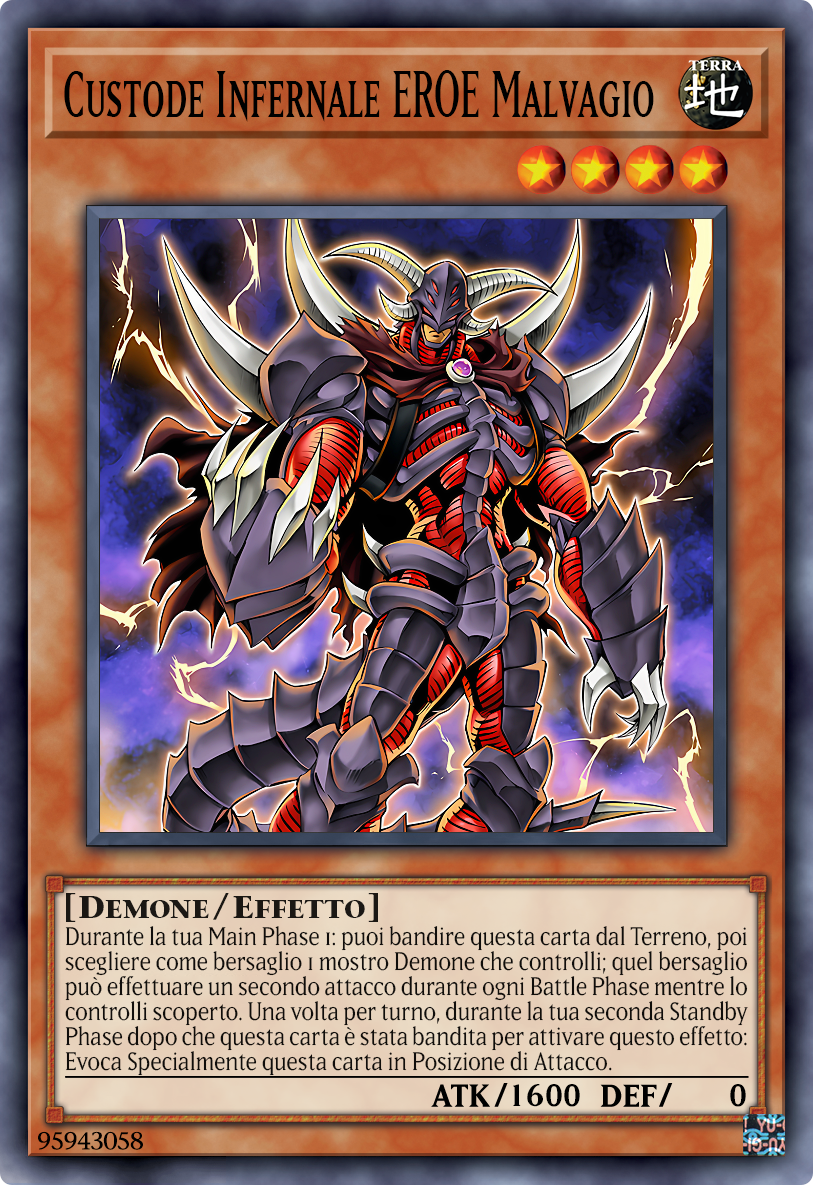 Custode Infernale EROE Malvagio
TERRA
地
[Demone/Effetto]
Durante la tua Main Phase 1: puoi bandire questa carta dal Terreno, poi
scegliere come bersaglio 1 mostro Demone che controlli; quel bersaglio
può effettuare un secondo attacco durante ogni Battle Phase mentre lo
controlli scoperto. Una volta per turno, durante la tua seconda Standby
Phase dopo che questa carta è stata bandita per attivare questo effetto:
Evoca Specialmente questa carta in Posizione di Attacco.
ATK/1600 DEF/ 0
95943058